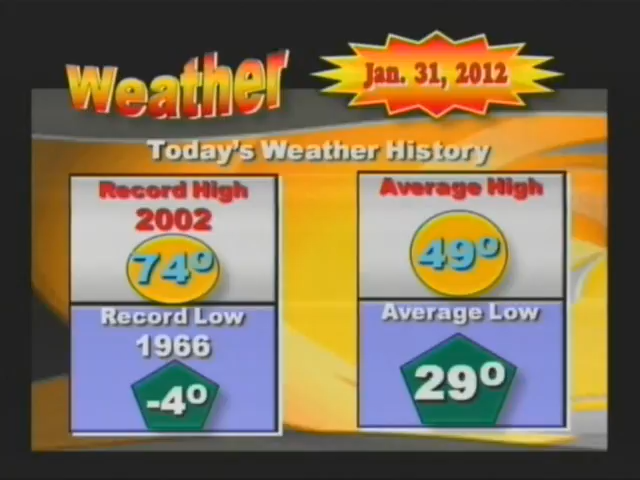 Weather
Jan. 31, 2012
Today's Weather History
Record High
2002
74º
Record Low
1966
-4º
Average High
49º
Average Low
29º